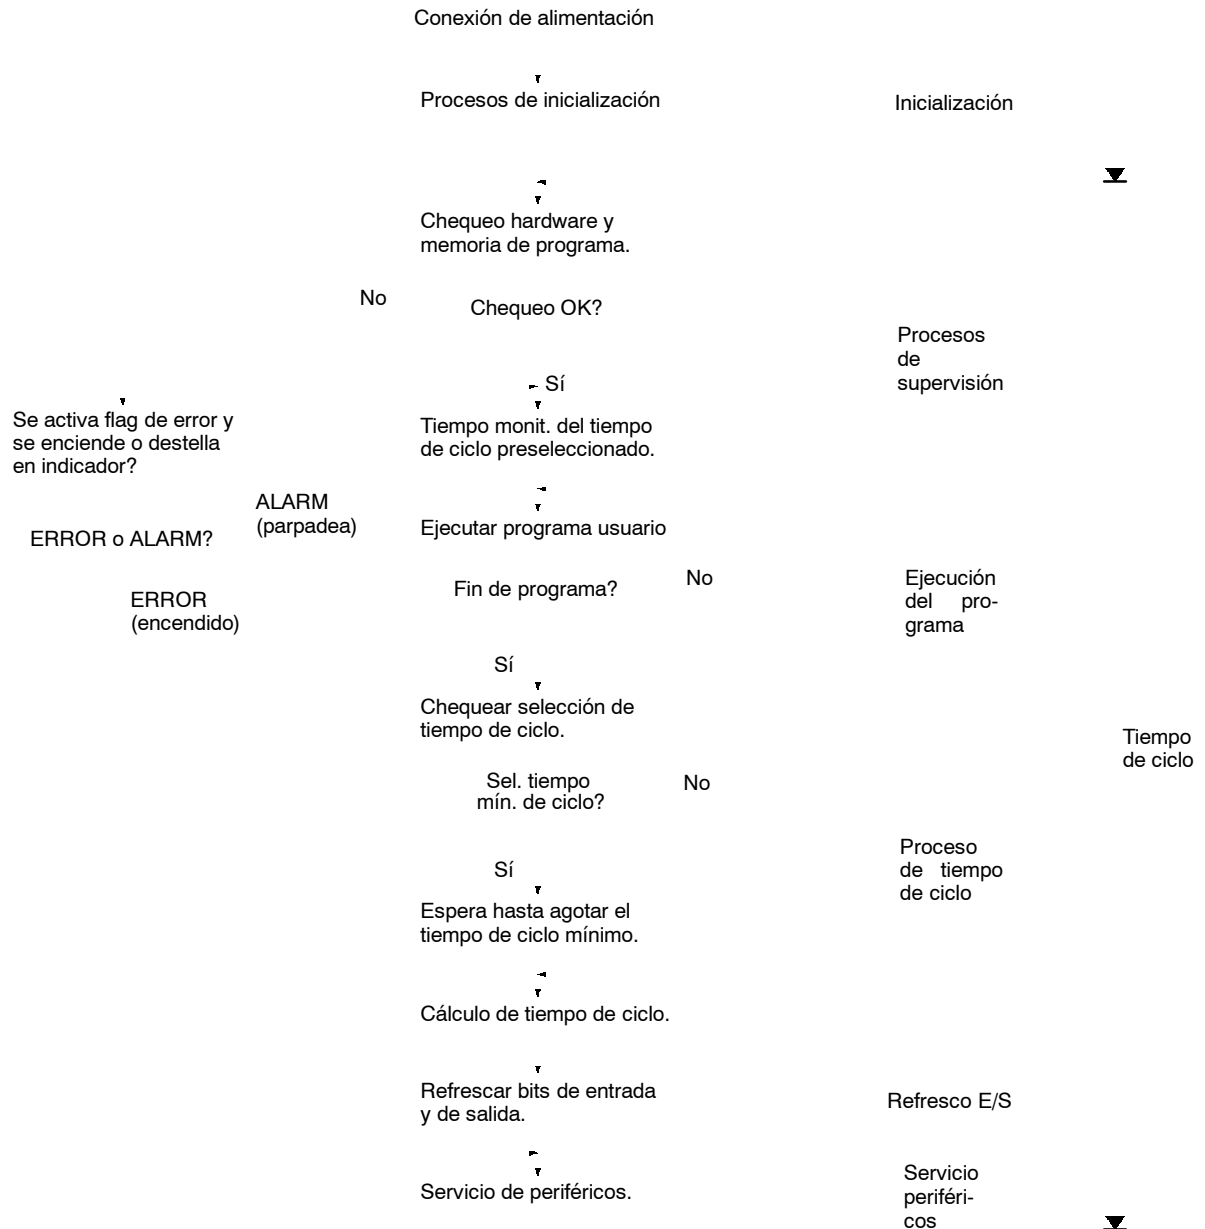 Conexión de alimentación
Procesos de inicialización
Inicialización
Chequeo hardware y
memoria de programa.
No
Chequeo OK?
Procesos
de
supervisión
Sí
Se activa flag de error y
se enciende o destella
en indicador?
Tiempo monit. del tiempo
de ciclo preseleccionado.
ALARM
(parpadea)
ERROR o ALARM?
Ejecutar programa usuario
Fin de programa?
No
Ejecución
del pro-
grama
ERROR
(encendido)
Sí
Chequear selección de
tiempo de ciclo.
Tiempo
de ciclo
Sel. tiempo
mín. de ciclo?
No
Proceso
de tiempo
de ciclo
Sí
Espera hasta agotar el
tiempo de ciclo mínimo.
Cálculo de tiempo de ciclo.
Refrescar bits de entrada
y de salida.
Refresco E/S
Servicio de periféricos.
Servicio
periféri-
cos